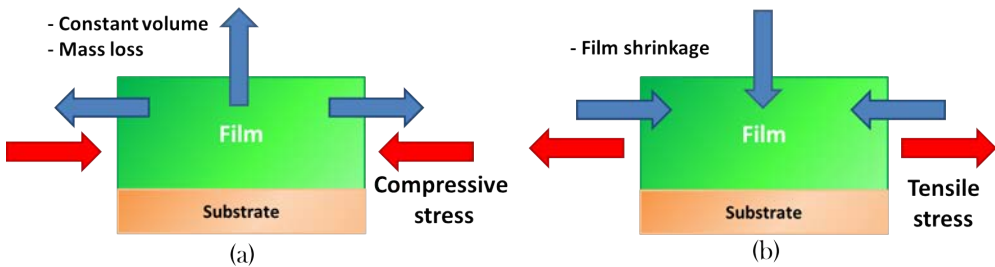 - Constant volume
- Mass loss
Film
Compressive
stress
Substrate
(a)
- Film shrinkage
Film
Tensile
stress
Substrate
(b)